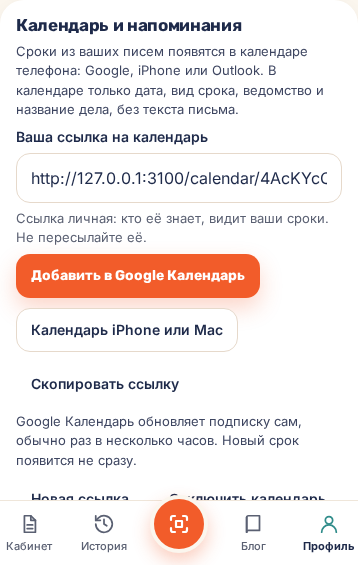 Календарь и напоминания
Сроки из ваших писем появятся в календаре
телефона: Google, iPhone или Outlook. В
календаре только дата, вид срока, ведомство и
название дела, без текста письма.
Ваша ссылка на календарь
http://127.0.0.1:3100/calendar/4AcKYcC
Ссылка личная: кто её знает, видит ваши сроки.
Не пересылайте её.
Добавить в Google Календарь
Календарь iPhone или Mac
Скопировать ссылку
Google Календарь обновляет подписку сам,
обычно раз в несколько часов. Новый срок
появится не сразу.
Новая ссылка
календарь
Кабинет
История
Блог
Профиль